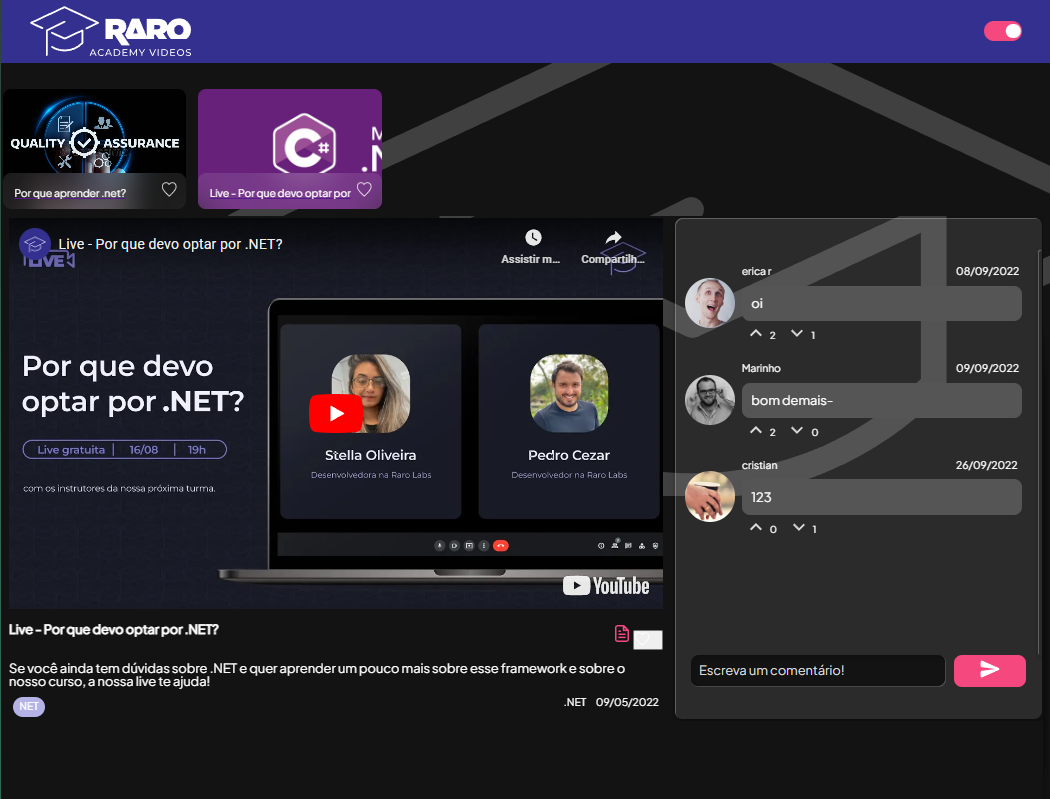 RARO
ACADEMY VIDEOS
QUALITY ASSURANCE
Por que aprender .net?
C#
M
.N
Live - Por que devo optar por
Live - Por que devo optar por .NET?
Assistir m...
Compartilh...
LIVE
Por que devo
optar por .NET?
Live gratuita | 16/08 | 19h
com os instrutores da nossa próxima turma.
Stella Oliveira
Desenvolvedora na Raro Labs
Pedro Cezar
Desenvolvedor na Raro Labs
YouTube
Live - Por que devo optar por .NET?
Se você ainda tem dúvidas sobre .NET e quer aprender um pouco mais sobre esse framework e sobre o
nosso curso, a nossa live te ajuda!
NET
.NET 09/05/2022
erica r 08/09/2022
oi
2 1
Marinho 09/09/2022
bom demais-
2 0
cristian 26/09/2022
123
0 1
Escreva um comentário!